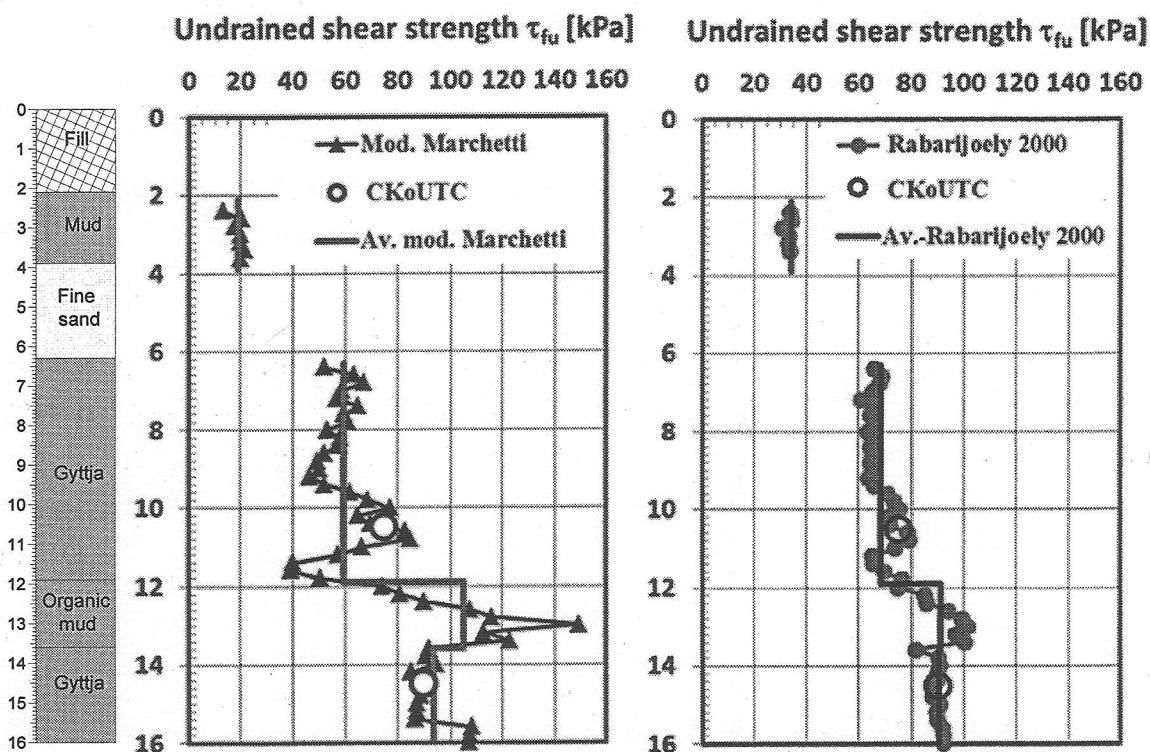 Undrained shear strength τfu [kPa]
0 20 40 60 80 100 120 140 160
Undrained shear strength τfu [kPa]
0 20 40 60 80 100 120 140 160
0
1
2
3
4
5
6
7
8
9
10
11
12
13
14
15
16
Fill
Mud
Fine
sand
Gyttja
Organic
mud
Gyttja
0
2
4
6
8
10
12
14
16
Mod. Marchetti
CKoUTC
Av. mod. Marchetti
0
2
4
6
8
10
12
14
16
Rabarijoely 2000
CKoUTC
Av.-Rabarijoely 2000